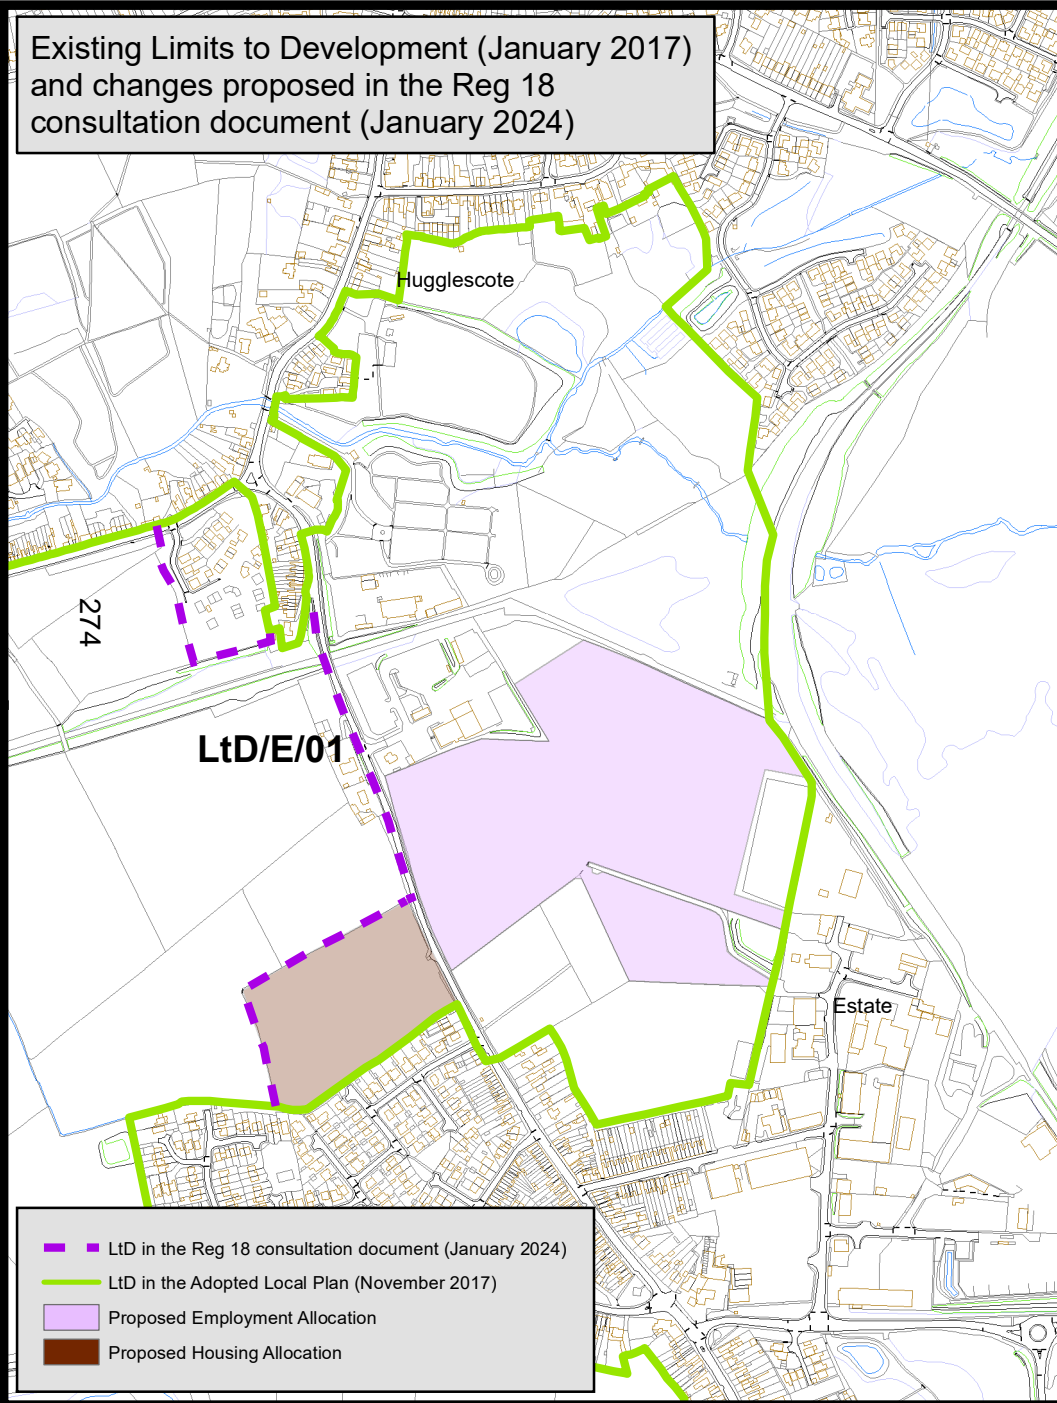 Existing Limits to Development (January 2017)
and changes proposed in the Reg 18
consultation document (January 2024)
Hugglescote
274
LtD/E/01
Estate
LtD in the Reg 18 consultation document (January 2024)
LtD in the Adopted Local Plan (November 2017)
Proposed Employment Allocation
Proposed Housing Allocation